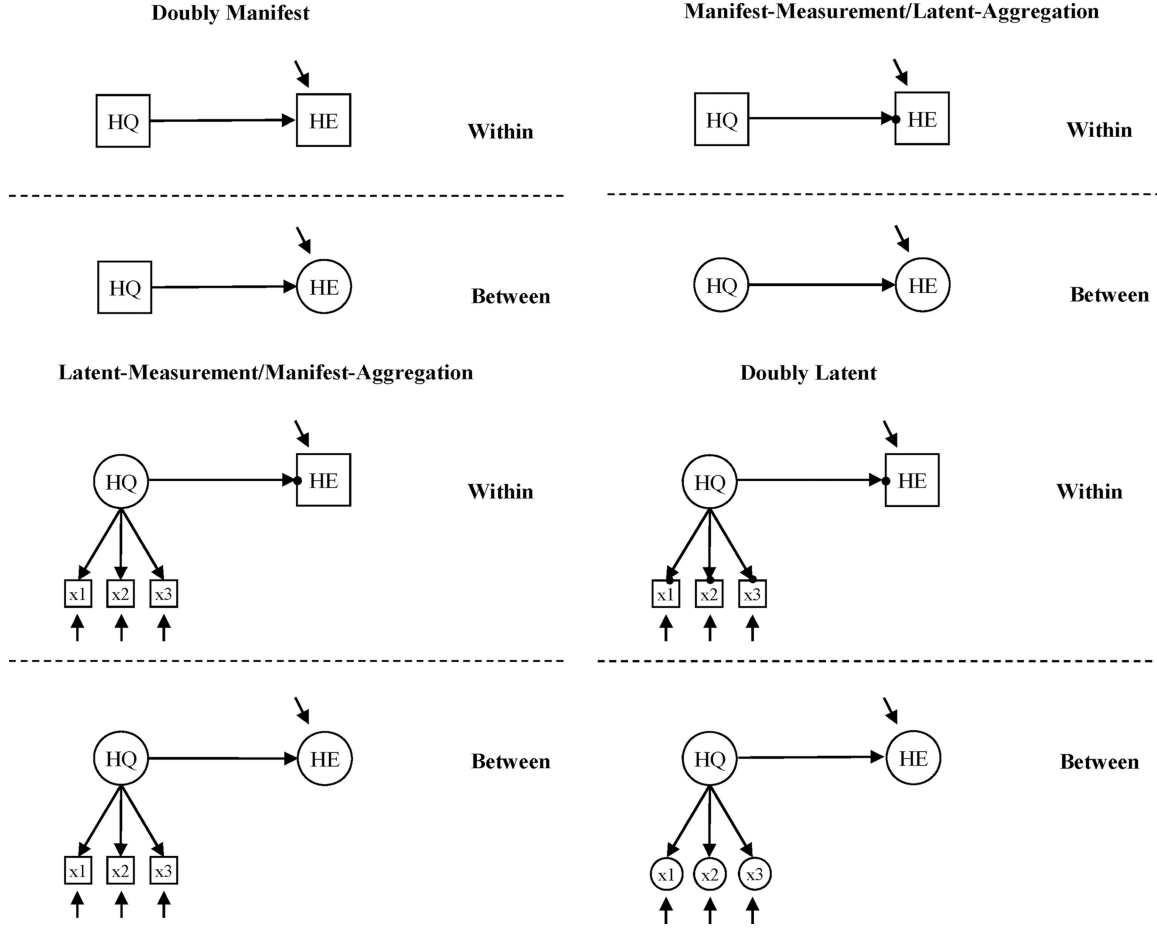 Doubly Manifest
HQ
HE
Within
HQ
HE
Between
Manifest-Measurement/Latent-Aggregation
HQ
HE
Within
HQ
HE
Between
Latent-Measurement/Manifest-Aggregation
HQ
HE
Within
x1 x2 x3
HQ
HE
Between
x1 x2 x3
Doubly Latent
HQ
HE
Within
x1 x2 x3
HQ
HE
Between
x1 x2 x3